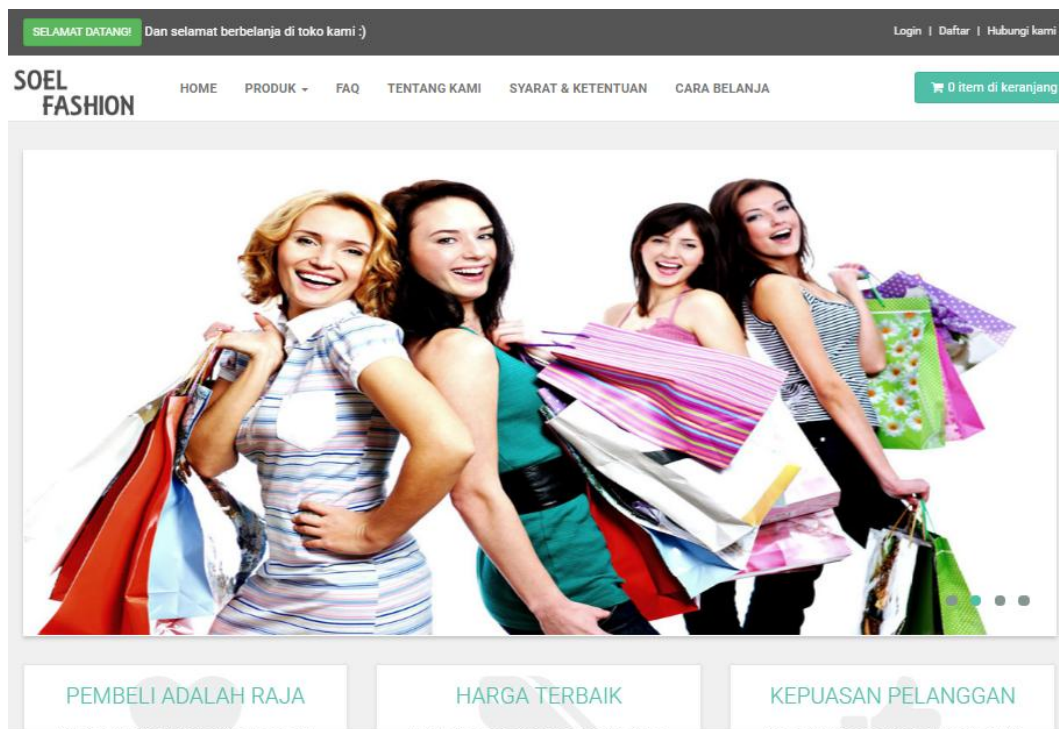 SELAMAT DATANG! Dan selamat berbelanja di toko kami :)
Login | Daftar | Hubungi kami
SOEL
FASHION
HOME PRODUK FAQ TENTANG KAMI SYARAT & KETENTUAN CARA BELANJA
0 item di keranjang
PEMBELI ADALAH RAJA
HARGA TERBAIK
KEPUASAN PELANGGAN